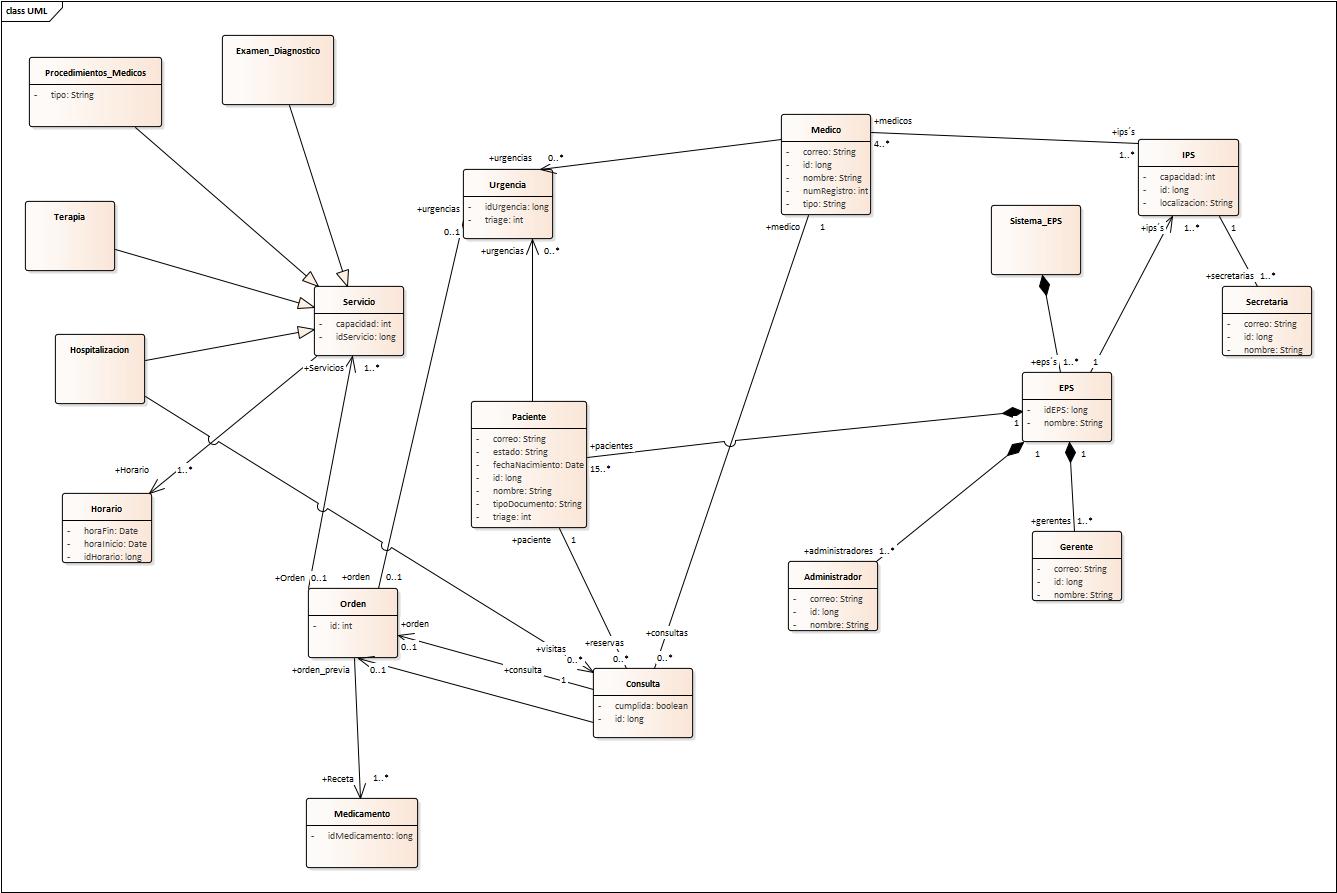 class UML
Examen_Diagnostico
Procedimientos_Medicos
- tipo: String
Terapia
Hospitalizacion
Servicio
- capacidad: int
- idServicio: long
+Servicios 1..*
+Horario 1..*
Horario
- horaFin: Date
- horaInicio: Date
- idHorario: long
+urgencias 0..*
Urgencia
- idUrgencia: long
- triage: int
+urgencias
0..1
+urgencias 0..*
Medico
- correo: String
- id: long
- nombre: String
- numRegistro: int
- tipo: String
+medicos
4..*
+medico 1
+ips´s
1..*
IPS
- capacidad: int
- id: long
- localizacion: String
+ips´s 1..*
1
+secretarias 1..*
Secretaria
- correo: String
- id: long
- nombre: String
Sistema_EPS
+eps´s 1..*
1
EPS
- idEPS: long
- nombre: String
1
1
1
Paciente
- correo: String
- estado: String
- fechaNacimiento: Date
- id: long
- nombre: String
- tipoDocumento: String
- triage: int
+pacientes
15..*
+paciente 1
+gerentes 1..*
Gerente
- correo: String
- id: long
- nombre: String
+administradores 1..*
Administrador
- correo: String
- id: long
- nombre: String
+Orden 0..1
+orden 0..1
Orden
- id: int
+orden
0..1
+orden_previa 0..1
+consulta
1
+visitas
0..*
+reservas
0..*
+consultas
0..*
Consulta
- cumplida: boolean
- id: long
+Receta 1..*
Medicamento
- idMedicamento: long